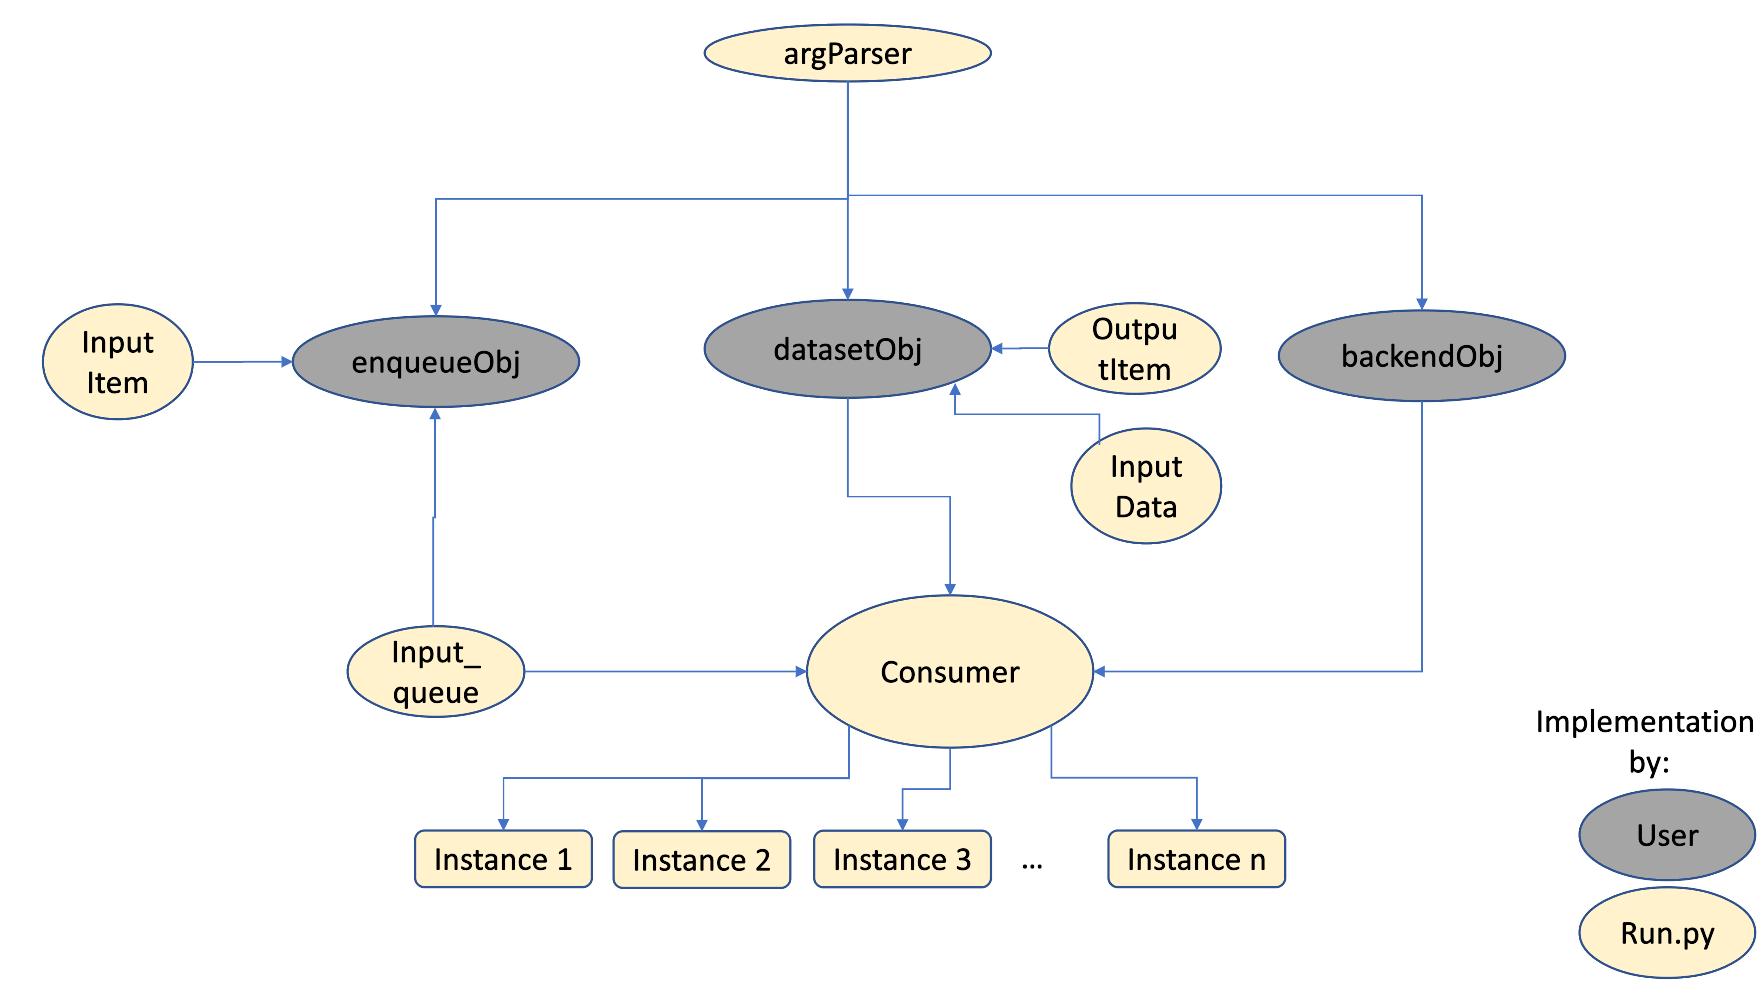 argParser
Input
Item
enqueueObj
datasetObj
Outpu
tItem
backendObj
Input
Data
Input_
queue
Consumer
Instance 1
Instance 2
Instance 3
...
Instance n
Implementation
by:
User
Run.py